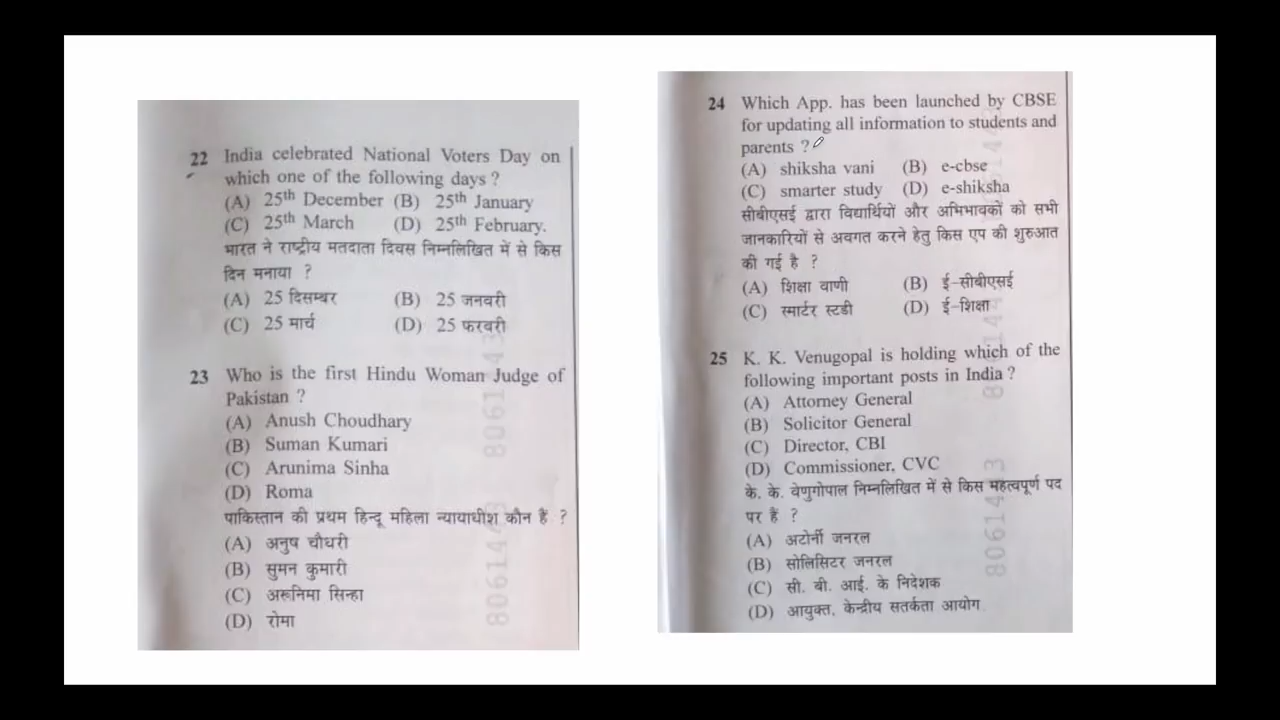 22 India celebrated National Voters Day on
which one of the following days ?
(A) 25th December (B) 25th January
(C) 25th March (D) 25th February.
भारत ने राष्ट्रीय मतदाता दिवस निम्नलिखित में से किस
दिन मनाया ?
(A) 25 दिसम्बर (B) 25 जनवरी
(C) 25 मार्च (D) 25 फरवरी
23 Who is the first Hindu Woman Judge of
Pakistan ?
(A) Anush Choudhary
(B) Suman Kumari
(C) Arunima Sinha
(D) Roma
पाकिस्तान की प्रथम हिन्दू महिला न्यायाधीश कौन हैं ?
(A) अनुष चौधरी
(B) सुमन कुमारी
(C) अरूनिमा सिन्हा
(D) रोमा
24 Which App. has been launched by CBSE
for updating all information to students and
parents ?
(A) shiksha vani (B) e-cbse
(C) smarter study (D) e-shiksha
सीबीएसई द्वारा विद्यार्थियों और अभिभावकों को सभी
जानकारियों से अवगत करने हेतु किस एप की शुरुआत
की गई है ?
(A) शिक्षा वाणी (B) ई-सीबीएसई
(C) स्मार्टर स्टडी (D) ई-शिक्षा
25 K. K. Venugopal is holding which of the
following important posts in India ?
(A) Attorney General
(B) Solicitor General
(C) Director, CBI
(D) Commissioner, CVC
के. के. वेणुगोपाल निम्नलिखित में से किस महत्वपूर्ण पद
पर हैं ?
(A) अटोर्नी जनरल
(B) सोलिसिटर जनरल
(C) सी. बी. आई. के निदेशक
(D) आयुक्त, केन्द्रीय सतर्कता आयोग